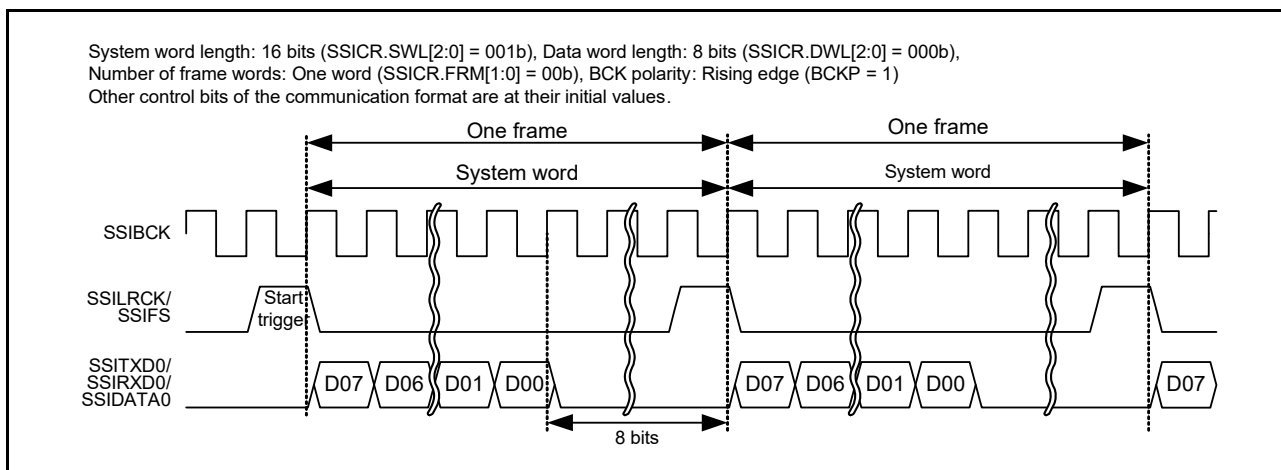 System word length: 16 bits (SSICR.SWL[2:0] = 001b), Data word length: 8 bits (SSICR.DWL[2:0] = 000b),
Number of frame words: One word (SSICR.FRM[1:0] = 00b), BCK polarity: Rising edge (BCKP = 1)
Other control bits of the communication format are at their initial values.
One frame One frame
System word System word
SSIBCK
SSILRCK/
SSIFS
Start
trigger
SSITXD0/
SSIRXD0/
SSIDATA0
D07 D06 D01 D00 D07 D06 D01 D00 D07
8 bits